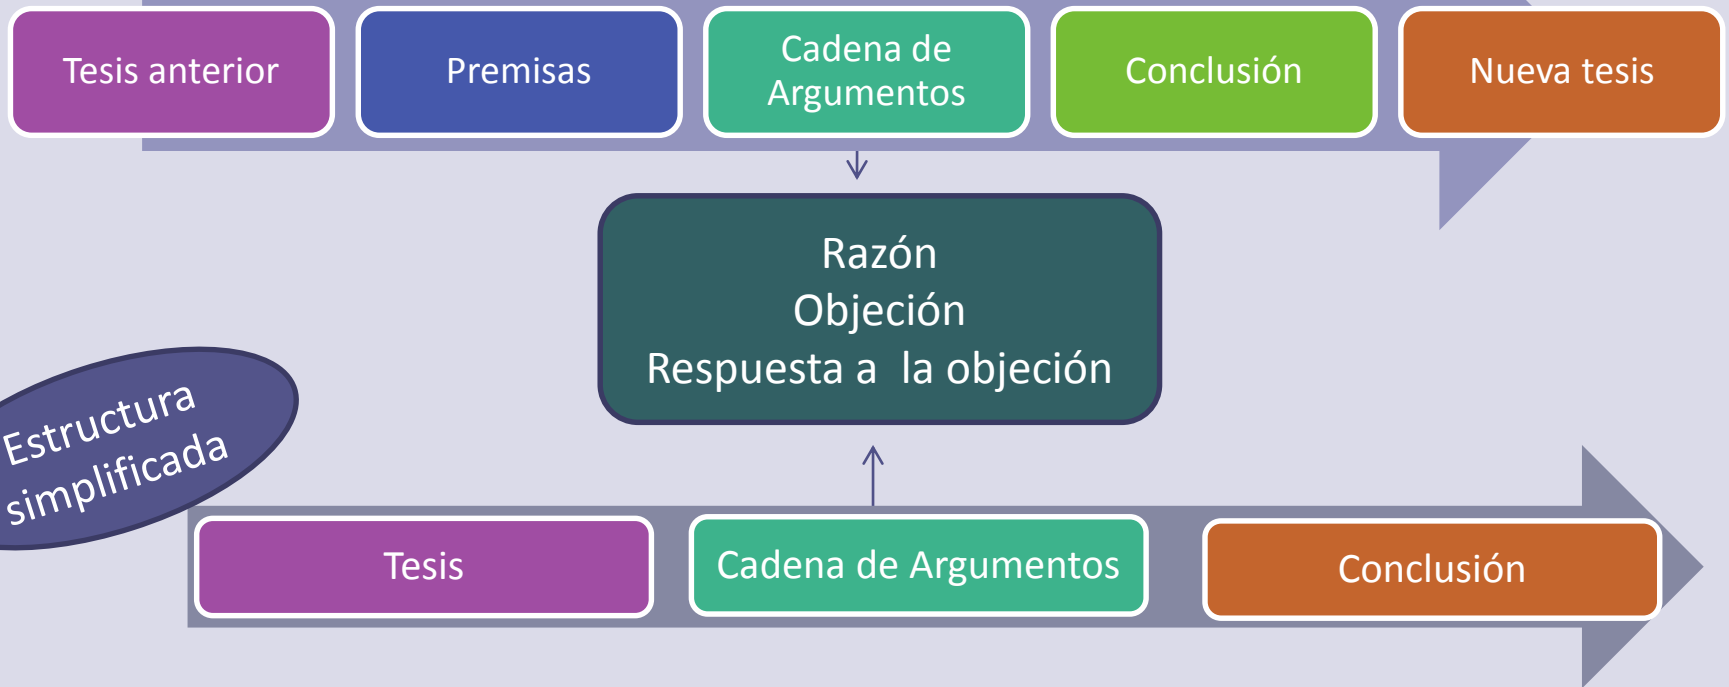 Tesis anterior
Premisas
Cadena de
Argumentos
Conclusión
Nueva tesis
Razón
Objeción
Respuesta a  la objeción
Estructura
simplificada
Tesis
Cadena de Argumentos
Conclusión